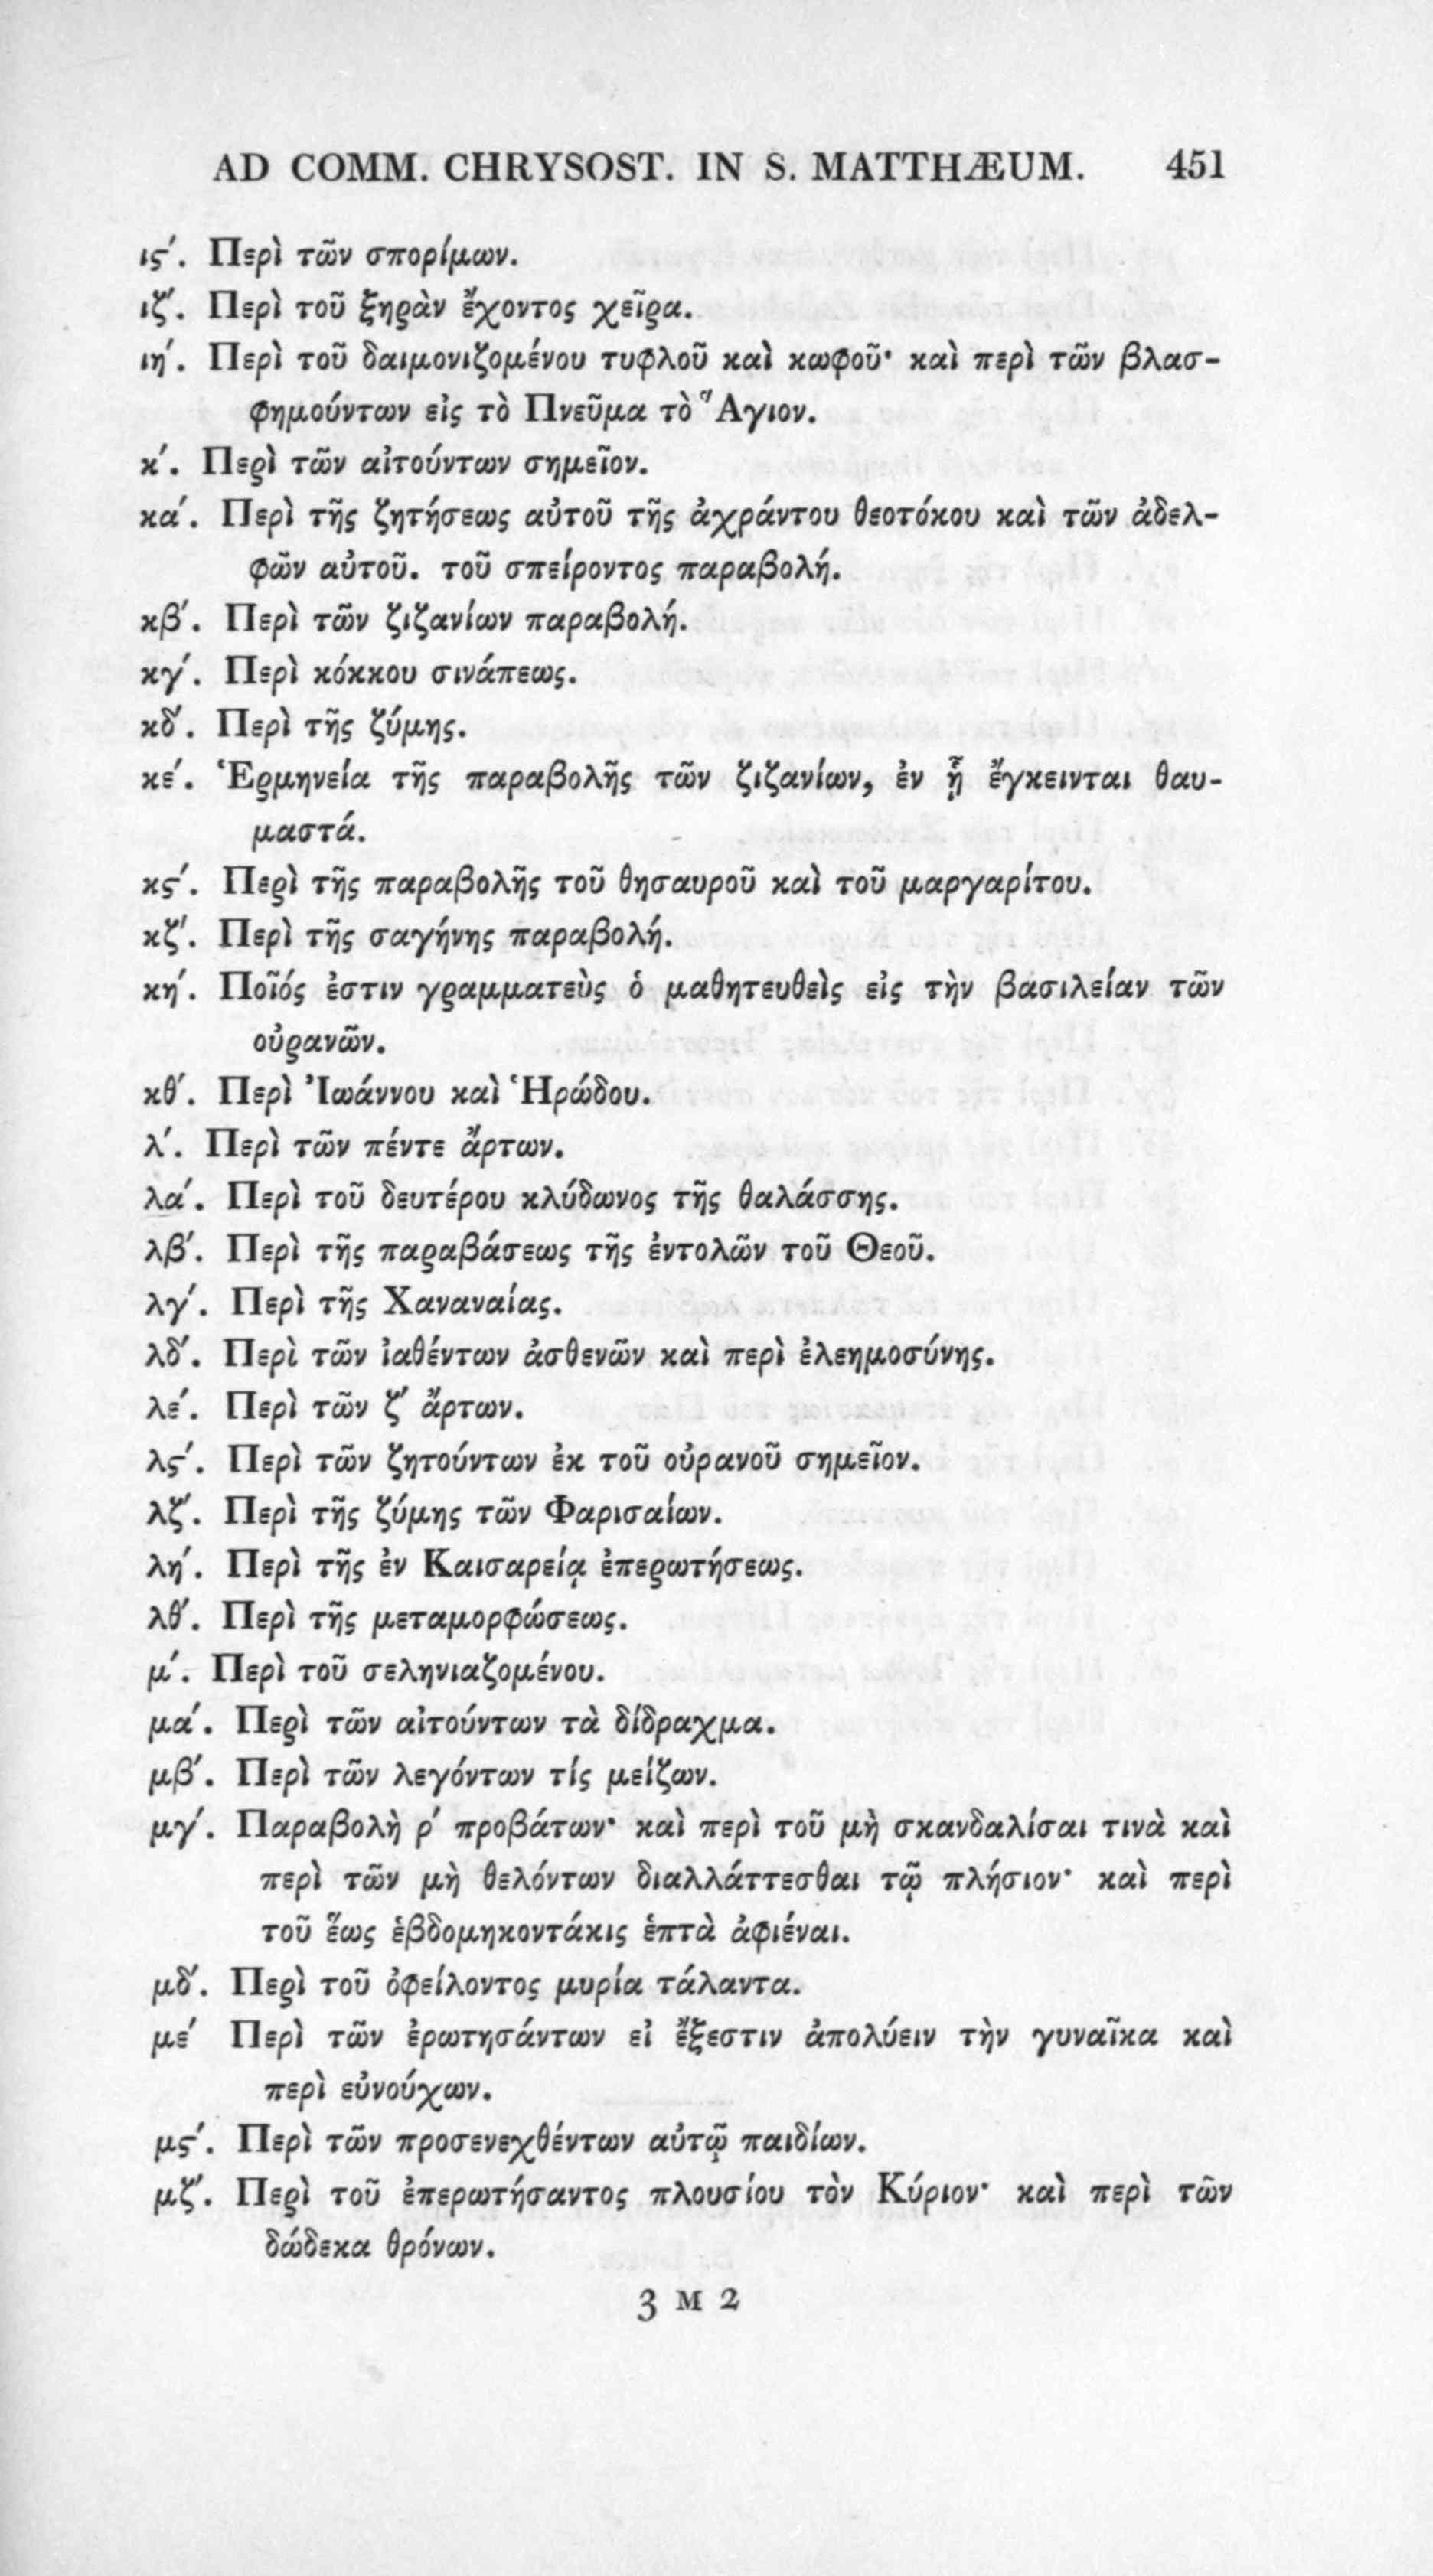 AD COMM. CHRYSOST. IN S. MATTHÆUM. 451
ις´. Περὶ τῶν σπορίμων.
ιζ´. Περὶ τοῦ ξηρὰν ἔχοντος χεῖρα.
ιη´. Περὶ τοῦ δαιμονιζομένου τυφλοῦ καὶ κωφοῦ· καὶ περὶ τῶν βλασ-
φημούντων εἰς τὸ Πνεῦμα τὸ Ἅγιον.
κ´. Περὶ τῶν αἰτούντων σημεῖον.
κα´. Περὶ τῆς ζητήσεως αὐτοῦ τῆς ἀχράντου θεοτόκου καὶ τῶν ἀδελ-
φῶν αὐτοῦ. τοῦ σπείροντος παραβολή.
κβ´. Περὶ τῶν ζιζανίων παραβολή.
κγ´. Περὶ κόκκου σινάπεως.
κδ´. Περὶ τῆς ζύμης.
κε´. Ἑρμηνεία τῆς παραβολῆς τῶν ζιζανίων, ἐν ᾗ ἔγκεινται θαυ-
μαστά.
κς´. Περὶ τῆς παραβολῆς τοῦ θησαυροῦ καὶ τοῦ μαργαρίτου.
κζ´. Περὶ τῆς σαγήνης παραβολή.
κη´. Ποῖός ἐστιν γραμματεὺς ὁ μαθητευθεὶς εἰς τὴν βασιλείαν τῶν
οὐρανῶν.
κθ´. Περὶ Ἰωάννου καὶ Ἡρώδου.
λ´. Περὶ τῶν πέντε ἄρτων.
λα´. Περὶ τοῦ δευτέρου κλύδωνος τῆς θαλάσσης.
λβ´. Περὶ τῆς παραβάσεως τῆς ἐντολῶν τοῦ Θεοῦ.
λγ´. Περὶ τῆς Χαναναίας.
λδ´. Περὶ τῶν ἰαθέντων ἀσθενῶν καὶ περὶ ἐλεημοσύνης.
λε´. Περὶ τῶν ζ´ ἄρτων.
λς´. Περὶ τῶν ζητούντων ἐκ τοῦ οὐρανοῦ σημεῖον.
λζ´. Περὶ τῆς ζύμης τῶν Φαρισαίων.
λη´. Περὶ τῆς ἐν Καισαρείᾳ ἐπερωτήσεως.
λθ´. Περὶ τῆς μεταμορφώσεως.
μ´. Περὶ τοῦ σεληνιαζομένου.
μα´. Περὶ τῶν αἰτούντων τὰ δίδραχμα.
μβ´. Περὶ τῶν λεγόντων τίς μείζων.
μγ´. Παραβολὴ ρ´ προβάτων· καὶ περὶ τοῦ μὴ σκανδαλίσαι τινὰ καὶ
περὶ τῶν μὴ θελόντων διαλλάττεσθαι τῷ πλήσιον· καὶ περὶ
τοῦ ἕως ἑβδομηκοντάκις ἑπτὰ ἀφιέναι.
μδ´. Περὶ τοῦ ὀφείλοντος μυρία τάλαντα.
με´ Περὶ τῶν ἐρωτησάντων εἰ ἔξεστιν ἀπολύειν τὴν γυναῖκα καὶ
περὶ εὐνούχων.
μς´. Περὶ τῶν προσενεχθέντων αὐτῷ παιδίων.
μζ´. Περὶ τοῦ ἐπερωτήσαντος πλουσίου τὸν Κύριον· καὶ περὶ τῶν
δώδεκα θρόνων.
3 M 2